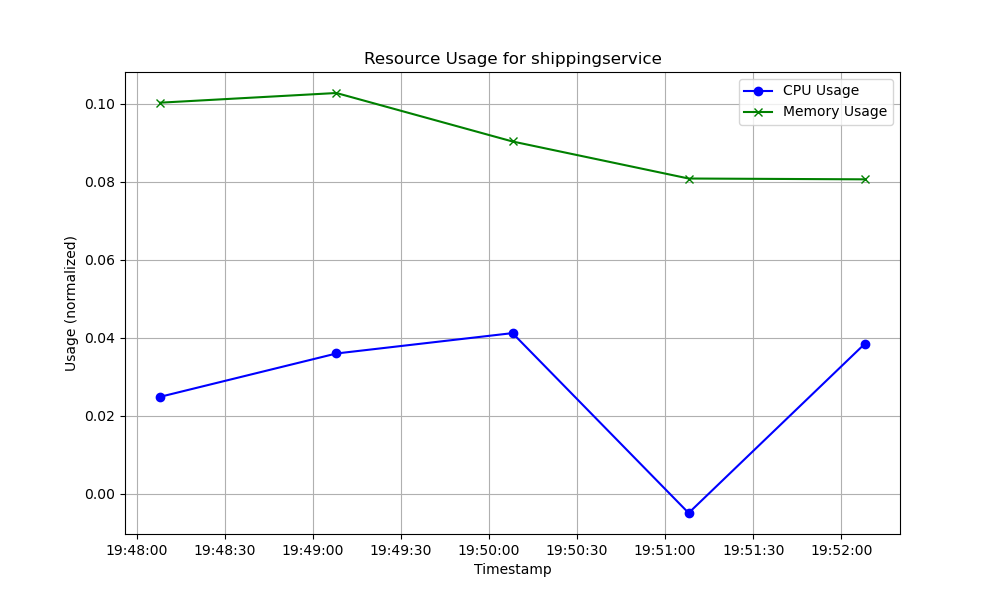 Resource Usage for shippingservice
CPU Usage
Memory Usage
0.10
0.08
0.06
0.04
0.02
0.00
Usage (normalized)
19:48:00 19:48:30 19:49:00 19:49:30 19:50:00 19:50:30 19:51:00 19:51:30 19:52:00
Timestamp